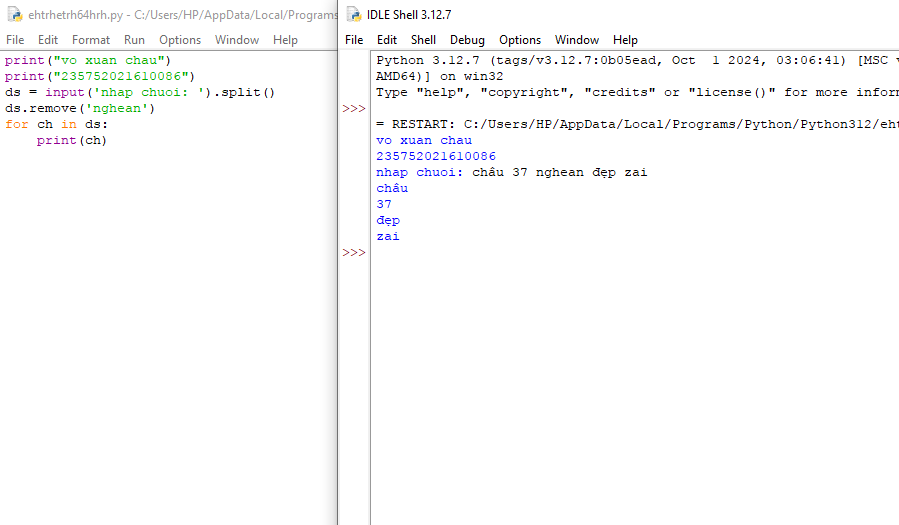 ehtrhetrh64hrh.py - C:/Users/HP/AppData/Local/Programs
File Edit Format Run Options Window Help
print("vo xuan chau")
print("235752021610086")
ds = input('nhap chuoi: ').split()
ds.remove('nghean')
for ch in ds:
    print(ch)
IDLE Shell 3.12.7
File Edit Shell Debug Options Window Help
Python 3.12.7 (tags/v3.12.7:0b05ead, Oct  1 2024, 03:06:41) [MSC
AMD64)] on win32
Type "help", "copyright", "credits" or "license()" for more
>>>
= RESTART: C:/Users/HP/AppData/Local/Programs/Python/Python312/
vo xuan chau
235752021610086
nhap chuoi: châu 37 nghean đẹp zai
châu
37
đẹp
zai
>>>